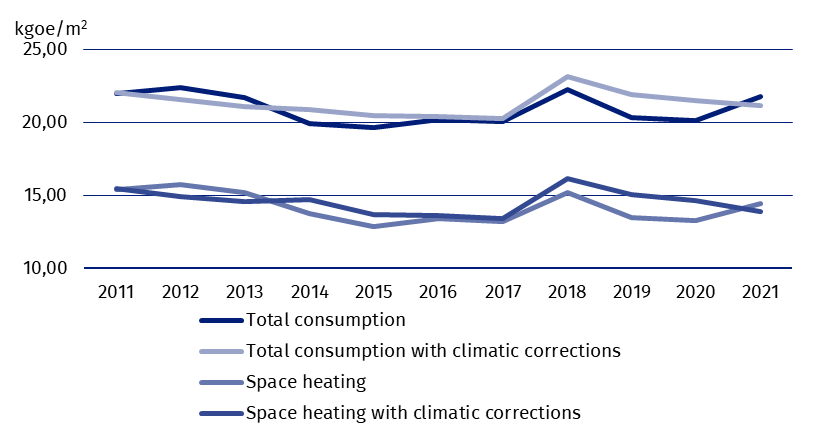 kgoe/m²
25,00
20,00
15,00
10,00
2011 2012 2013 2014 2015 2016 2017 2018 2019 2020 2021
Total consumption
Total consumption with climatic corrections
Space heating
Space heating with climatic corrections